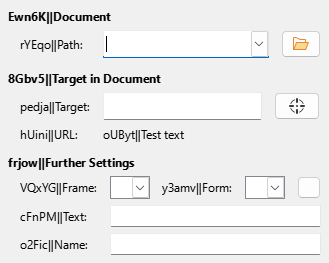 Ewn6K||Document
rYEqo||Path:
8Gbv5||Target in Document
pedja||Target:
hUini||URL: oUByt||Test text
frjow||Further Settings
VQxYG||Frame: y3amv||Form:
cFnPM||Text:
o2Fic||Name: